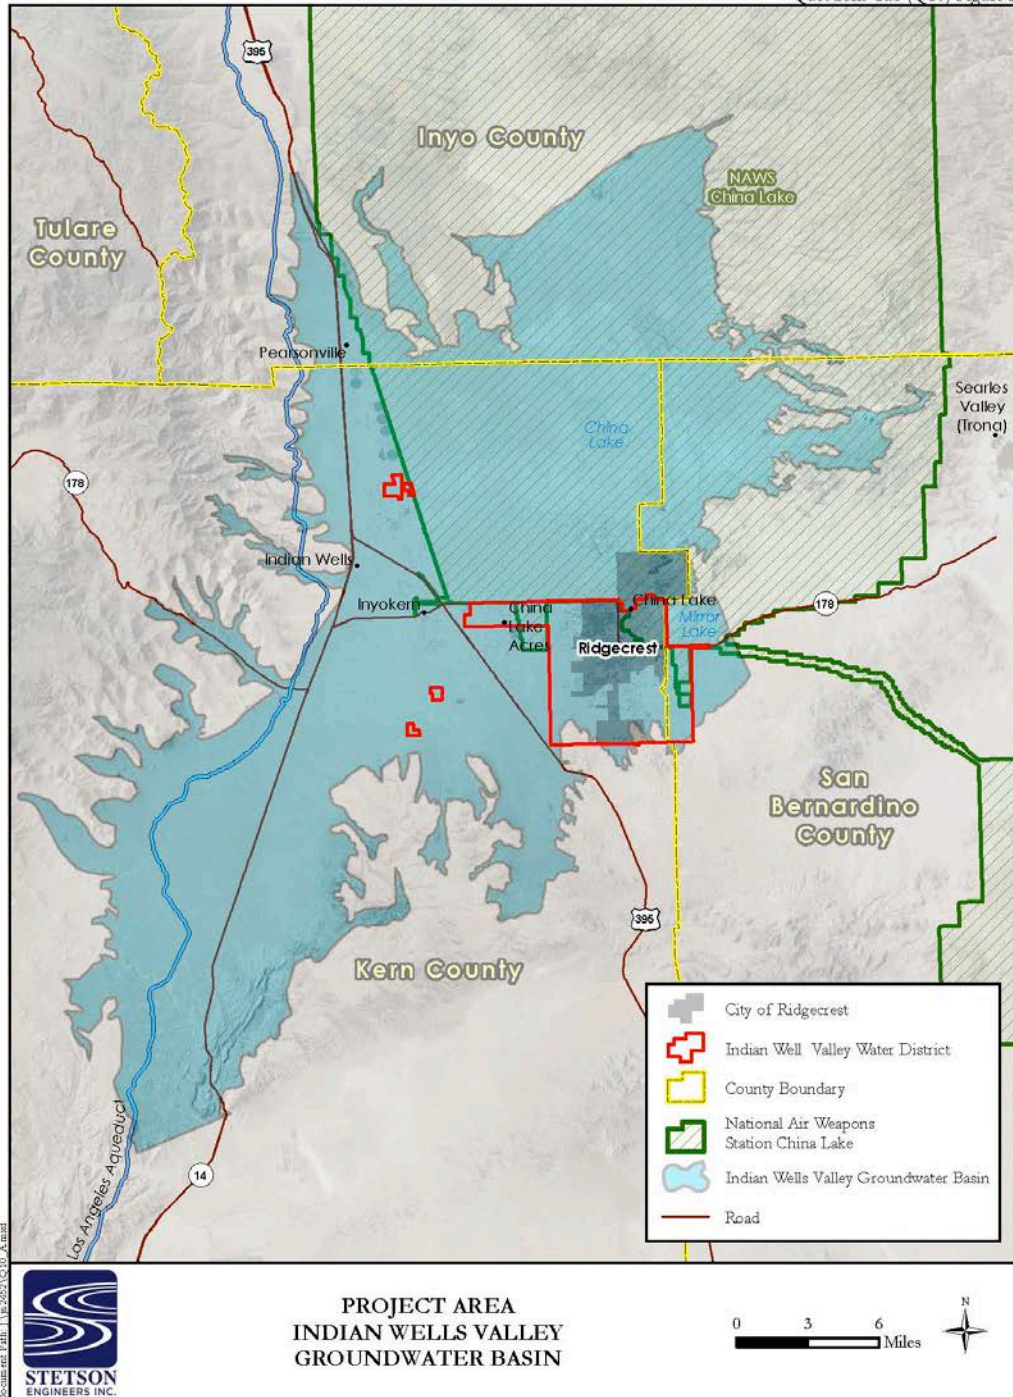 395
Inyo County
NAWS
China Lake
Tulare
County
Pearsonville
Searles
Valley
(Trona)
China
Lake
178
Indian Wells
Inyokern
China
Lake
Acres
China Lake
178
Mirror
Lake
Ridgecrest
San
Bernardino
County
395
Kern County
Los Angeles Aqueduct
14
City of Ridgecrest
Indian Well Valley Water District
County Boundary
National Air Weapons
Station China Lake
Indian Wells Valley Groundwater Basin
Road
STETSON
ENGINEERS INC.
PROJECT AREA
INDIAN WELLS VALLEY
GROUNDWATER BASIN
0 3 6
Miles
N